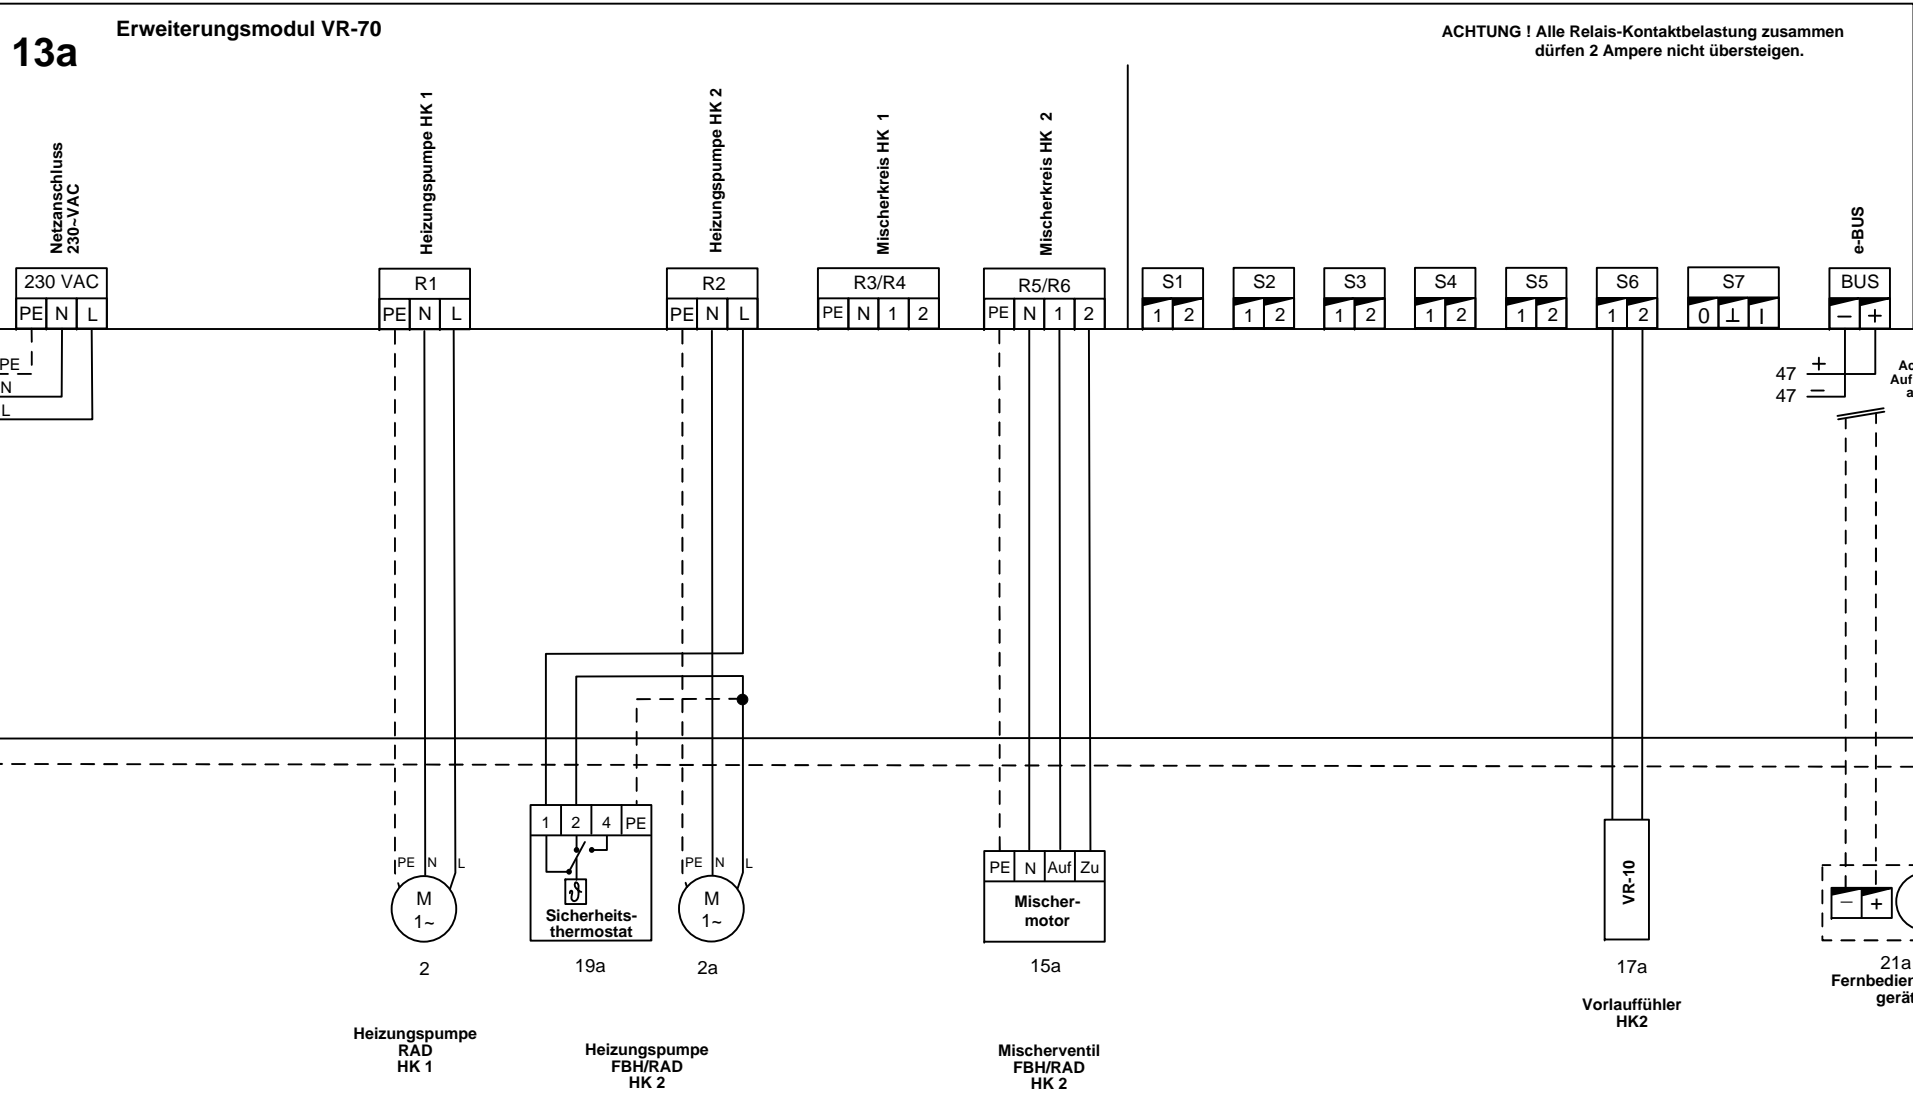 Erweiterungsmodul VR-70
13a
ACHTUNG ! Alle Relais-Kontaktbelastung zusammen
dürfen 2 Ampere nicht übersteigen.
Netzanschluss
230~VAC
Heizungspumpe HK 1
Heizungspumpe HK 2
Mischerkreis HK 1
Mischerkreis HK 2
e-BUS
230 VAC R1 R2 R3/R4 R5/R6 S1 S2 S3 S4 S5 S6 S7 BUS
PE N L PE N L PE N L PE N 1 2 PE N 1 2 1 2 1 2 1 2 1 2 1 2 1 2 0 ⊥ I − +
PE
N
L
47 +
47 −
Ac
Auf
a
1 2 4 PE
PE N L
PE N L
PE N Auf Zu
M
1~
Sicherheits-
thermostat
M
1~
Mischer-
motor
VR-10
− +
2
19a
2a
15a
17a
21a
Fernbedien
gerät
Vorlauffühler
HK2
Heizungspumpe
RAD
HK 1
Heizungspumpe
FBH/RAD
HK 2
Mischerventil
FBH/RAD
HK 2